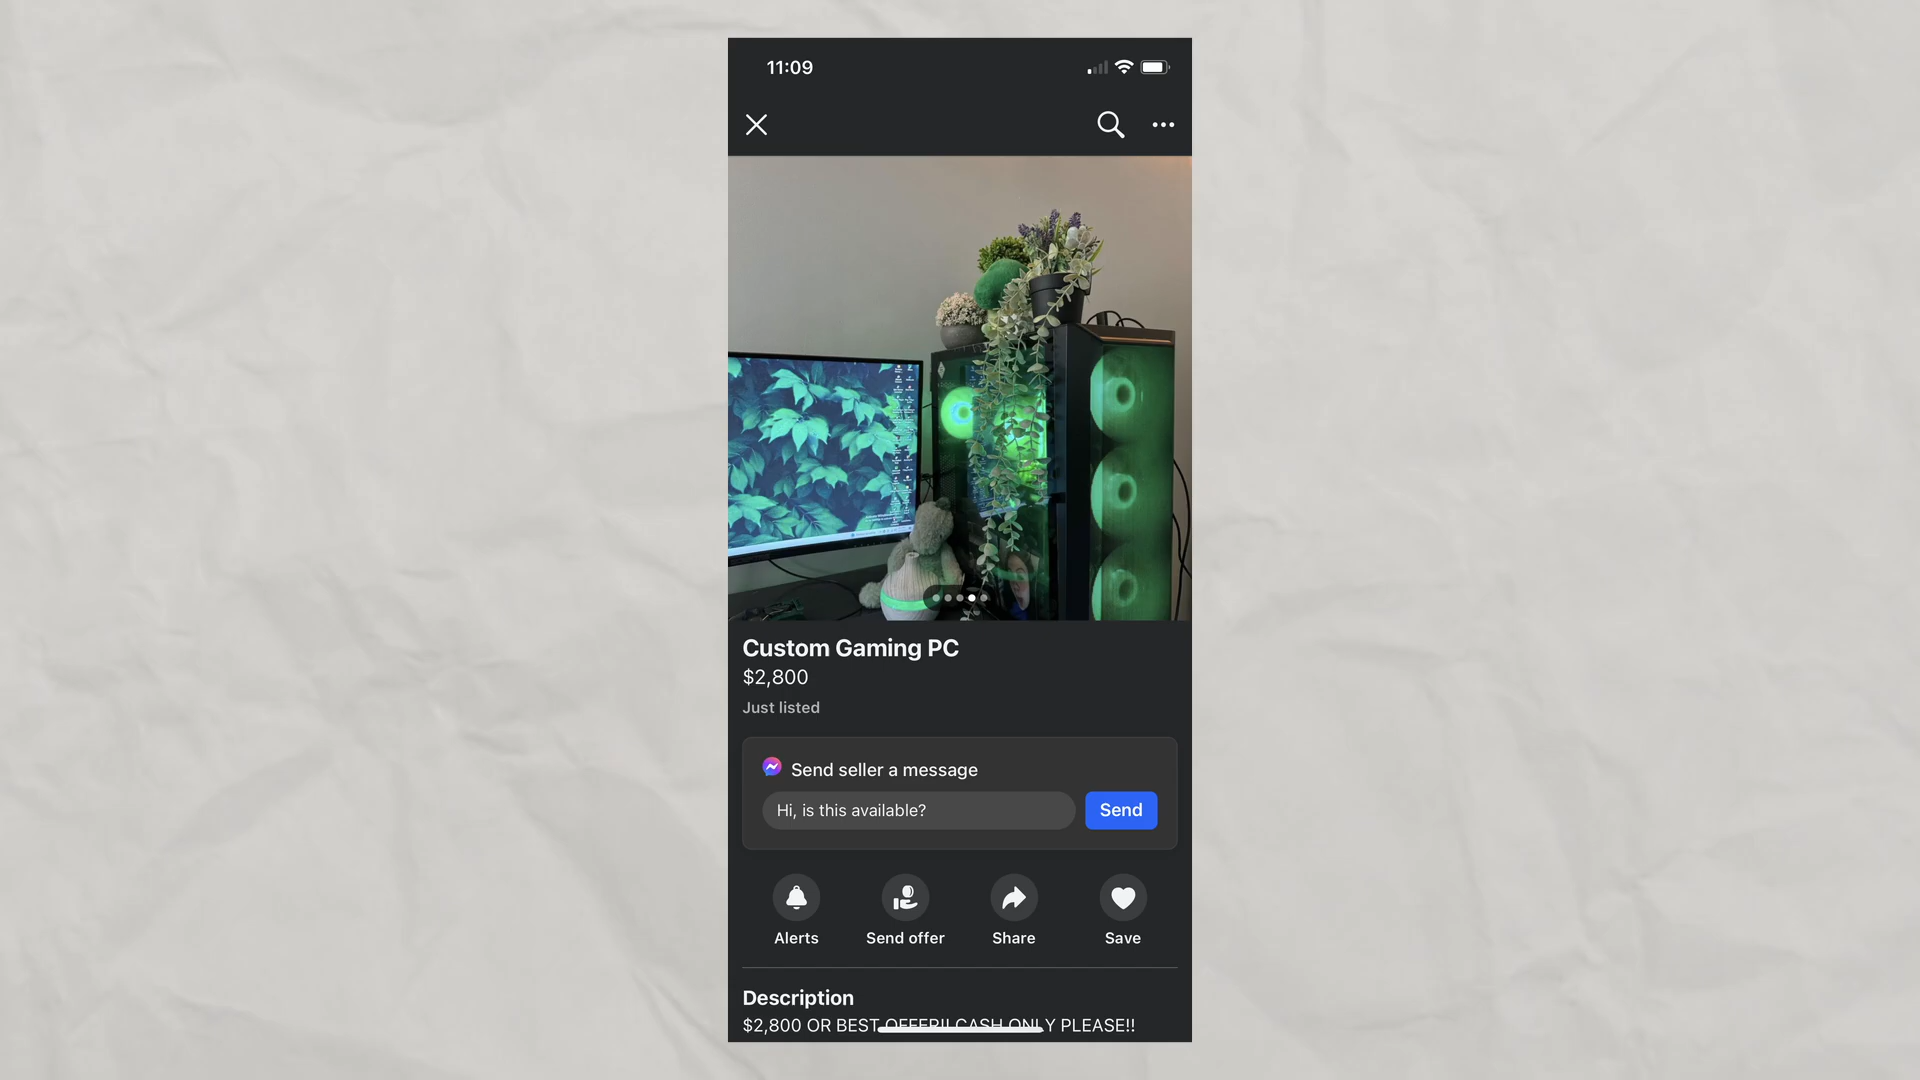 11:09
Custom Gaming PC
$2,800
Just listed
Send seller a message
Hi, is this available?
Send
Alerts
Send offer
Share
Save
Description
$2,800 OR BEST OFFER!! CASH ONLY PLEASE!!